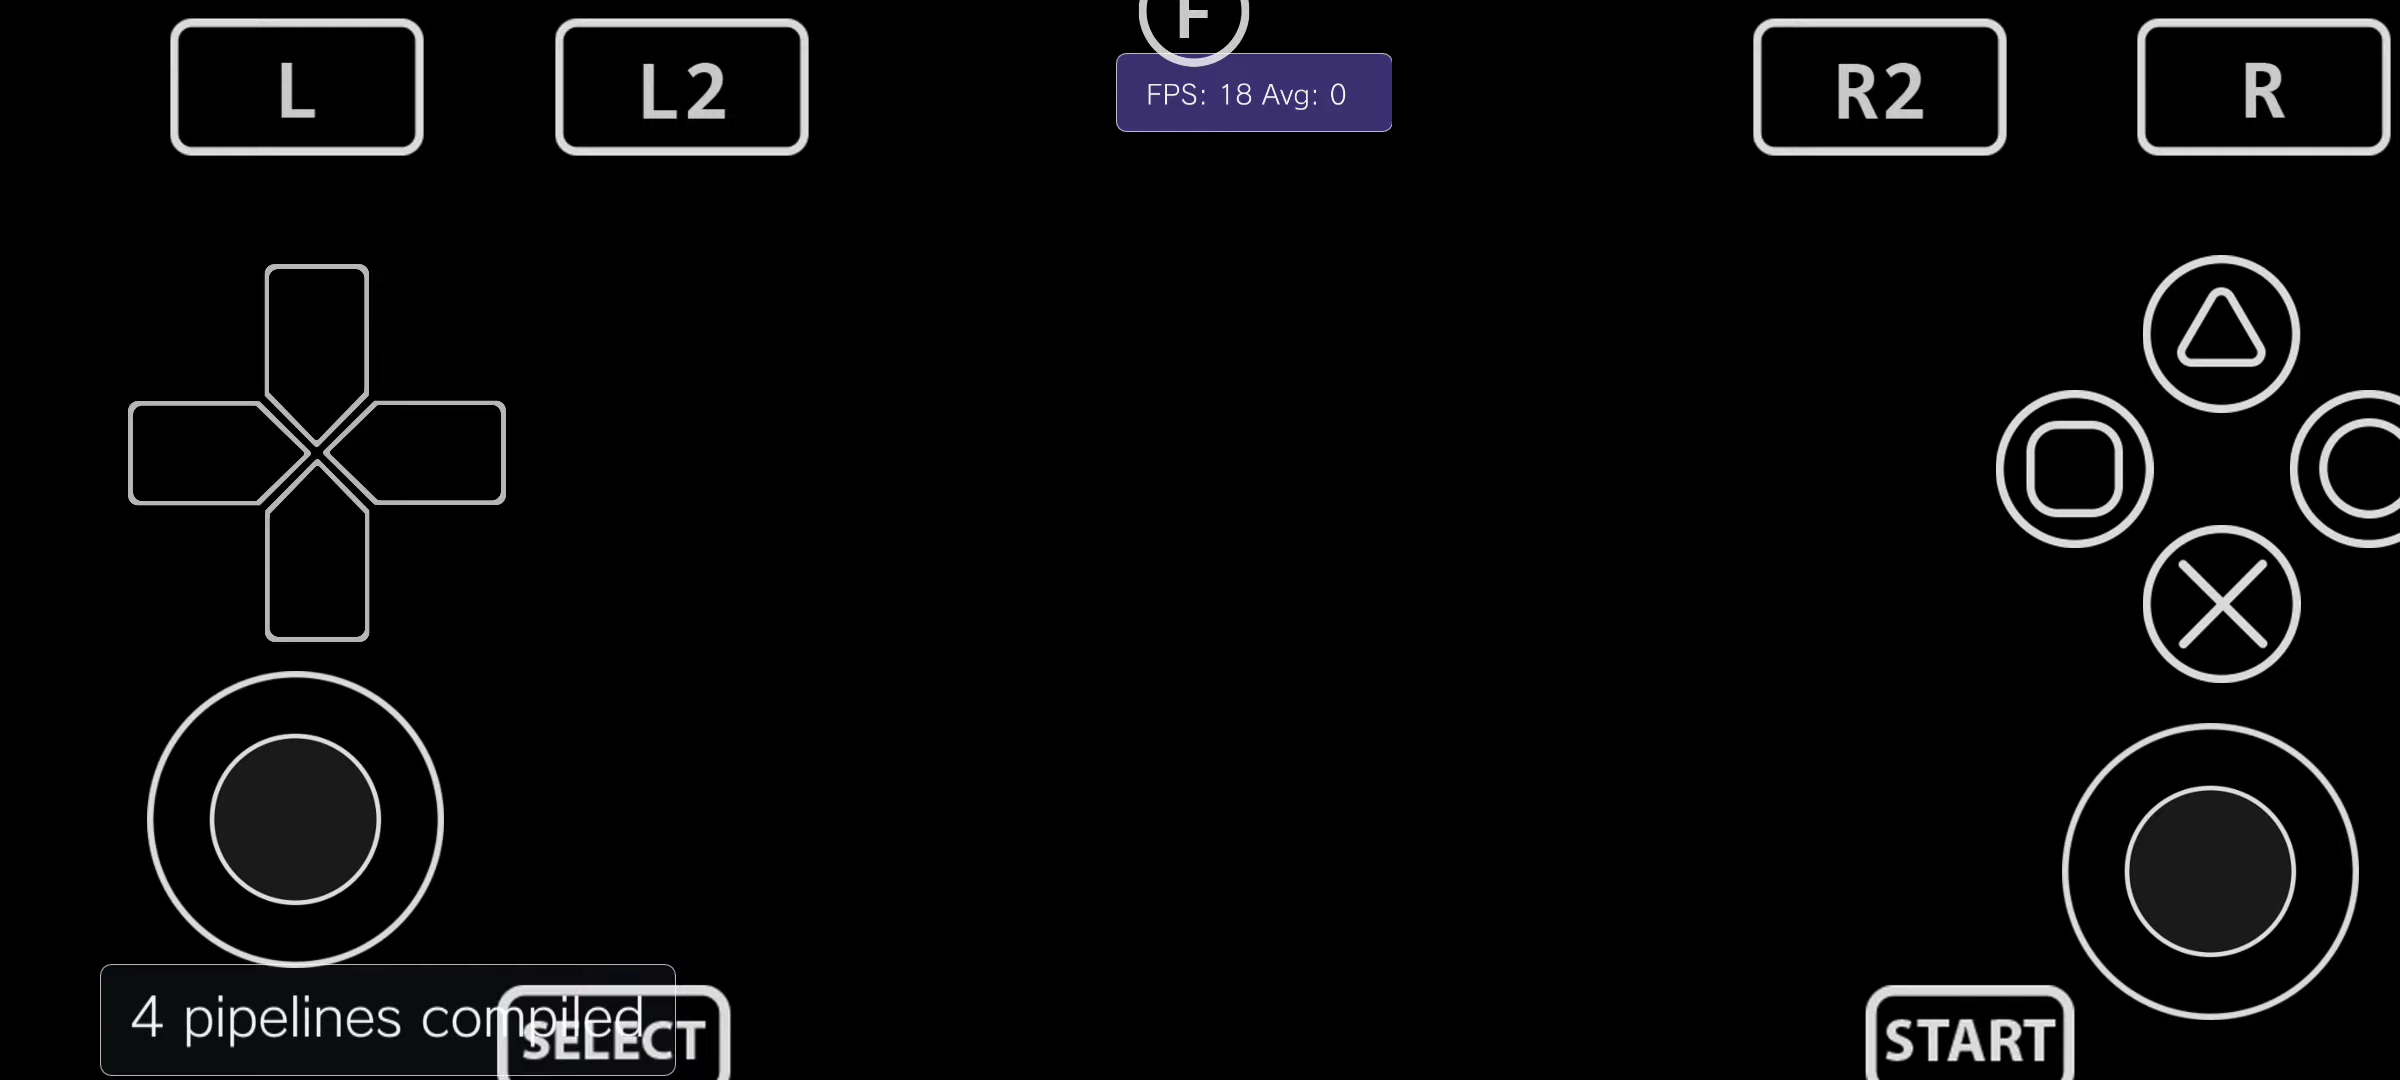 L
L2
F
FPS: 18 Avg: 0
R2
R
4 pipelines compiled
SELECT
START